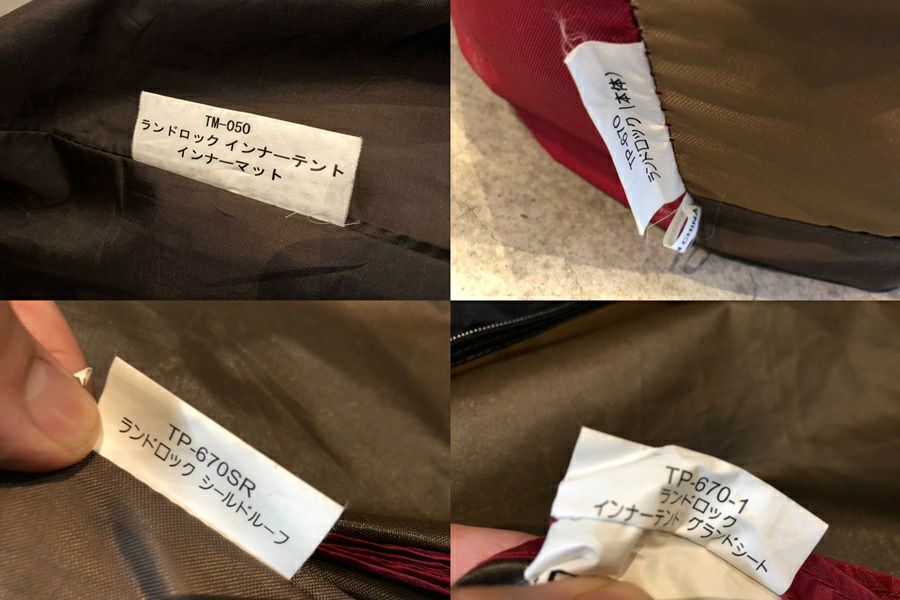 TM-050
ランドロック インナーテント
インナーマット
TP-670
ランドロック(本体)
CHINA
TP-670SR
ランドロック シールドルーフ
TP-670-1
ランドロック
インナーテント グランドシート